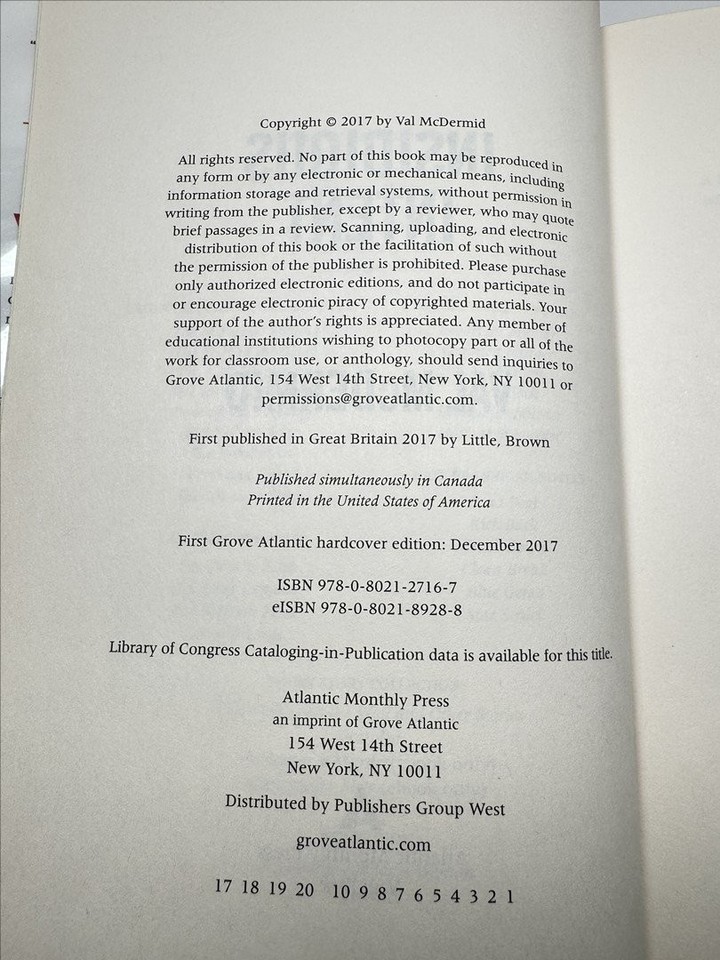 Copyright © 2017 by Val McDermid
All rights reserved. No part of this book may be reproduced in
any form or by any electronic or mechanical means, including
information storage and retrieval systems, without permission in
writing from the publisher, except by a reviewer, who may quote
brief passages in a review. Scanning, uploading, and electronic
distribution of this book or the facilitation of such without
the permission of the publisher is prohibited. Please purchase
only authorized electronic editions, and do not participate in
or encourage electronic piracy of copyrighted materials. Your
support of the author's rights is appreciated. Any member of
educational institutions wishing to photocopy part or all of the
work for classroom use, or anthology, should send inquiries to
Grove Atlantic, 154 West 14th Street, New York, NY 10011 or
permissions@groveatlantic.com.
First published in Great Britain 2017 by Little, Brown
Published simultaneously in Canada
Printed in the United States of America
First Grove Atlantic hardcover edition: December 2017
ISBN 978-0-8021-2716-7
eISBN 978-0-8021-8928-8
Library of Congress Cataloging-in-Publication data is available for this title.
Atlantic Monthly Press
an imprint of Grove Atlantic
154 West 14th Street
New York, NY 10011
Distributed by Publishers Group West
groveatlantic.com
17 18 19 20 10 9 8 7 6 5 4 3 2 1